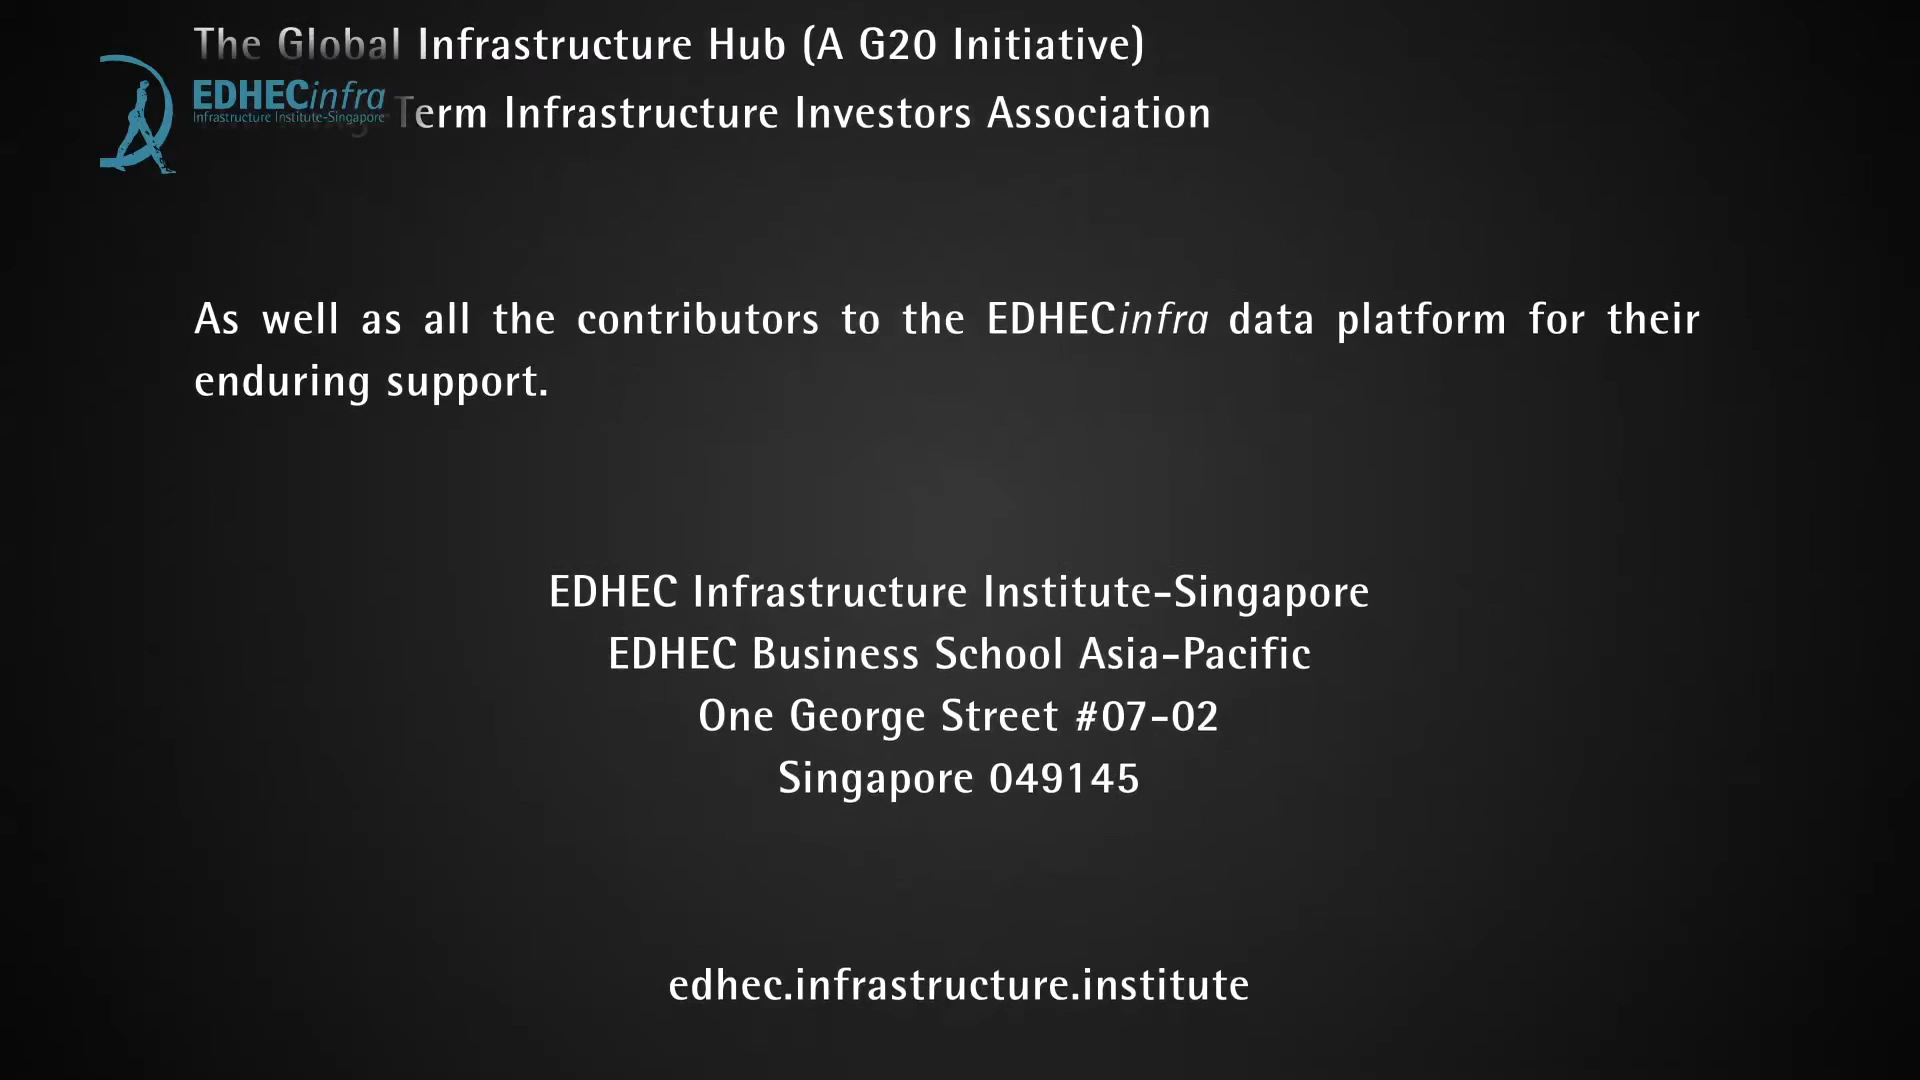 The Global Infrastructure Hub (A G20 Initiative)
EDHECinfra
Infrastructure Institute-Singapore
Term Infrastructure Investors Association
As well as all the contributors to the EDHECinfra data platform for their
enduring support.
EDHEC Infrastructure Institute-Singapore
EDHEC Business School Asia-Pacific
One George Street #07-02
Singapore 049145
edhec.infrastructure.institute